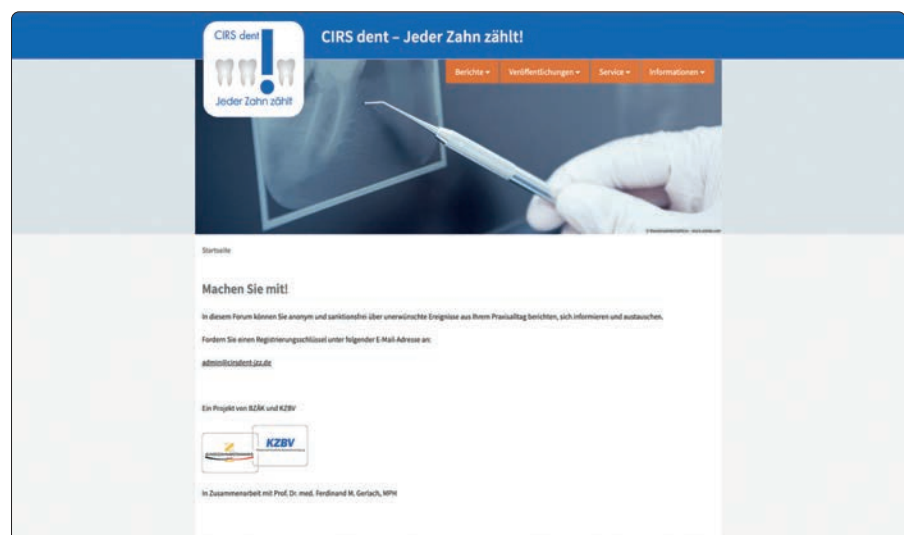 CIRS dent
Jeder Zahn zählt
CIRS dent – Jeder Zahn zählt!
Berichte
Veröffentlichungen
Service
Informationen
Startseite
Machen Sie mit!
In diesem Forum können Sie anonym und sanktionsfrei über unerwünschte Ereignisse aus Ihrem Praxisalltag berichten, sich informieren und austauschen.
Fordern Sie einen Registrierungsschlüssel unter folgender E-Mail-Adresse an:
admin@cirsdent-jzz.de
Ein Projekt von BZÄK und KZBV
KZBV
In Zusammenarbeit mit Prof. Dr. med. Ferdinand M. Gerlach, MPH